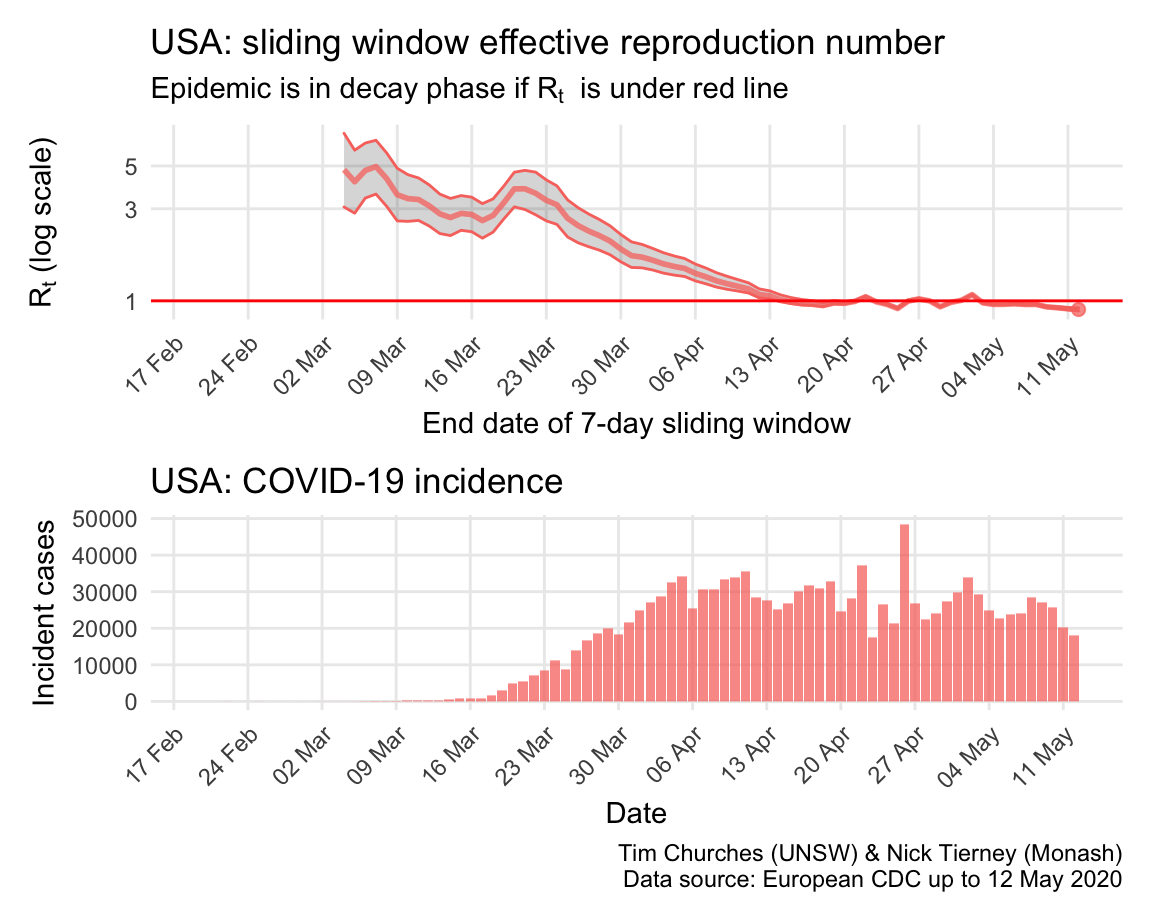 USA: sliding window effective reproduction number
Epidemic is in decay phase if Rt is under red line
Rt (log scale)
5
3
1
17 Feb
24 Feb
02 Mar
09 Mar
16 Mar
23 Mar
30 Mar
06 Apr
13 Apr
20 Apr
27 Apr
04 May
11 May
End date of 7-day sliding window
USA: COVID-19 incidence
Incident cases
50000
40000
30000
20000
10000
0
17 Feb
24 Feb
02 Mar
09 Mar
16 Mar
23 Mar
30 Mar
06 Apr
13 Apr
20 Apr
27 Apr
04 May
11 May
Date
Tim Churches (UNSW) & Nick Tierney (Monash)
Data source: European CDC up to 12 May 2020